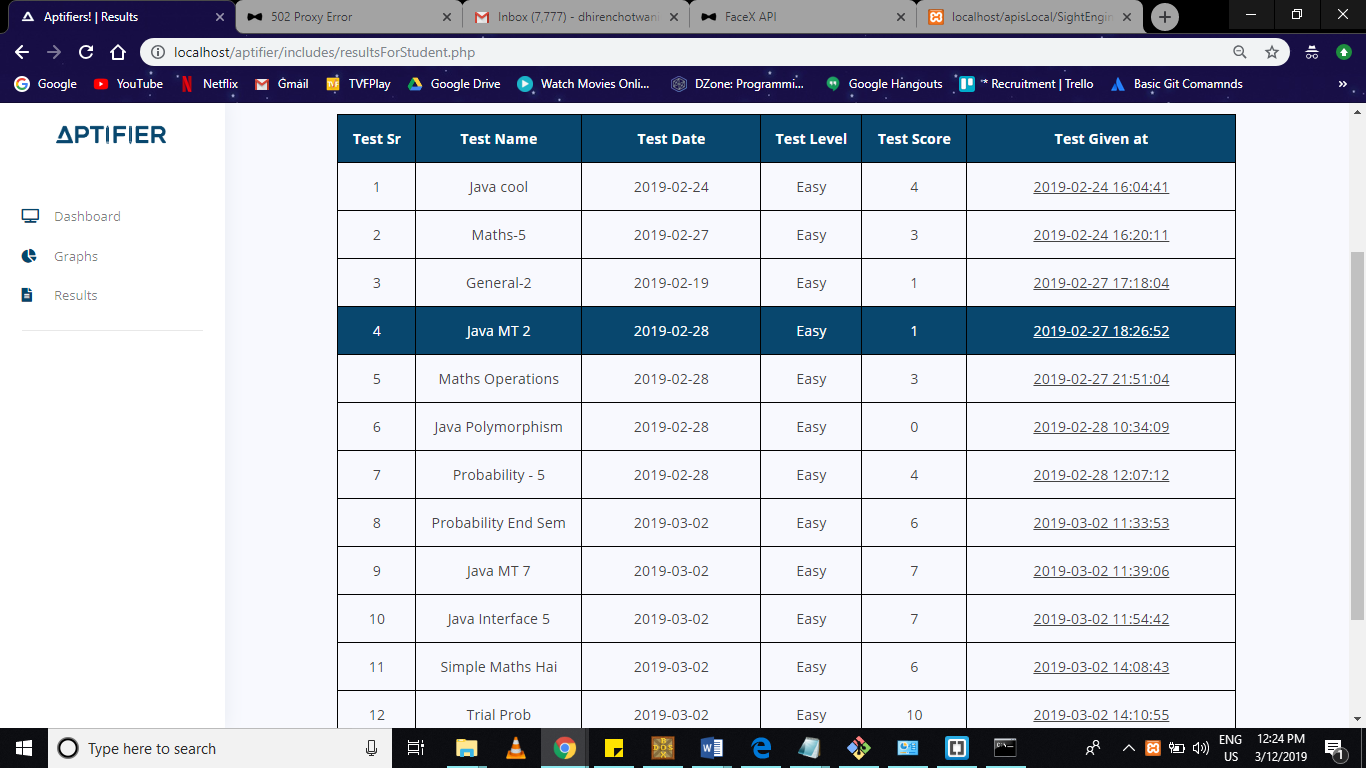 Aptifiers! | Results
502 Proxy Error
Inbox (7,777) - dhirenchotwani
FaceX API
localhost/apisLocal/SightEngin
localhost/aptifier/includes/resultsForStudent.php
Google YouTube Netflix Gmail TVFPlay Google Drive Watch Movies Onli... DZone: Programmi... Google Hangouts * Recruitment | Trello Basic Git Comamnds »
APTIFIER
Dashboard
Graphs
Results
Test Sr Test Name Test Date Test Level Test Score Test Given at
1 Java cool 2019-02-24 Easy 4 2019-02-24 16:04:41
2 Maths-5 2019-02-27 Easy 3 2019-02-24 16:20:11
3 General-2 2019-02-19 Easy 1 2019-02-27 17:18:04
4 Java MT 2 2019-02-28 Easy 1 2019-02-27 18:26:52
5 Maths Operations 2019-02-28 Easy 3 2019-02-27 21:51:04
6 Java Polymorphism 2019-02-28 Easy 0 2019-02-28 10:34:09
7 Probability - 5 2019-02-28 Easy 4 2019-02-28 12:07:12
8 Probability End Sem 2019-03-02 Easy 6 2019-03-02 11:33:53
9 Java MT 7 2019-03-02 Easy 7 2019-03-02 11:39:06
10 Java Interface 5 2019-03-02 Easy 7 2019-03-02 11:54:42
11 Simple Maths Hai 2019-03-02 Easy 6 2019-03-02 14:08:43
12 Trial Prob 2019-03-02 Easy 10 2019-03-02 14:10:55
Type here to search
ENG
US
12:24 PM
3/12/2019
1